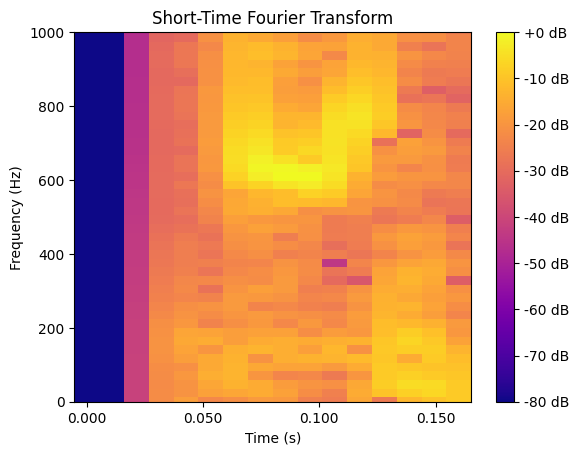 Short-Time Fourier Transform
Frequency (Hz)
1000
800
600
400
200
0
0.000
0.050
0.100
0.150
Time (s)
+0 dB
-10 dB
-20 dB
-30 dB
-40 dB
-50 dB
-60 dB
-70 dB
-80 dB